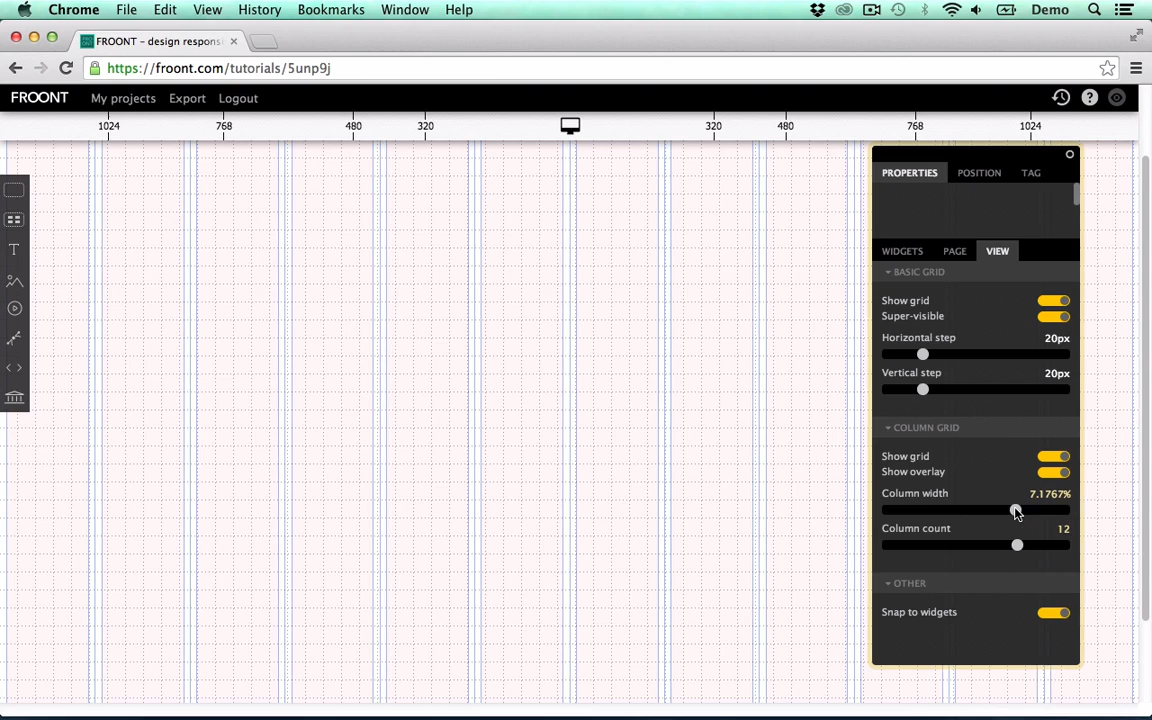 Chrome File Edit View History Bookmarks Window Help Demo
FROONT – design responsi
https://froont.com/tutorials/5unp9j
FROONT My projects Export Logout
1024 768 480 320 320 480 768 1024
PROPERTIES POSITION TAG
WIDGETS PAGE VIEW
BASIC GRID
Show grid
Super-visible
Horizontal step 20px
Vertical step 20px
COLUMN GRID
Show grid
Show overlay
Column width 7.1767%
Column count 12
OTHER
Snap to widgets